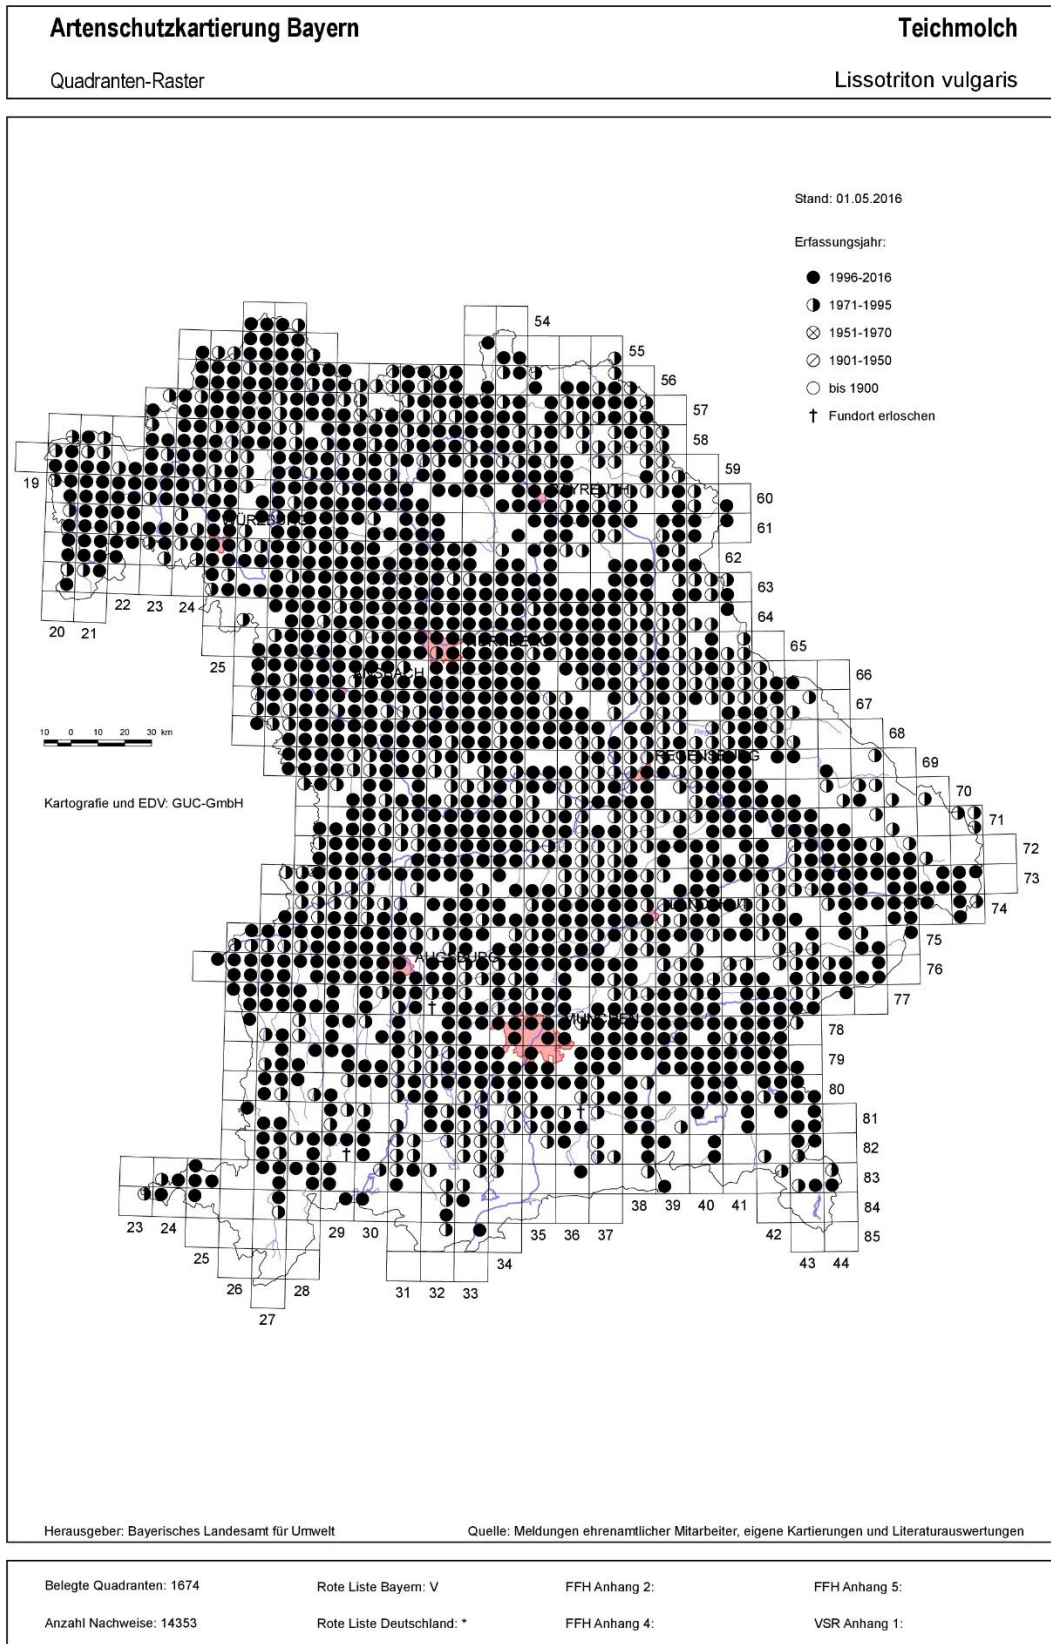 Artenschutzkartierung Bayern
Teichmolch
Quadranten-Raster
Lissotriton vulgaris
Stand: 01.05.2016
Erfassungsjahr:
1996-2016
1971-1995
1951-1970
1901-1950
bis 1900
† Fundort erloschen
54
55
56
57
58
59
19
60
61
62
63
22 23 24
64
20 21
65
25
66
67
68
69
70
71
72
73
74
75
76
77
78
79
80
81
82
83
84
85
BAYREUTH
WÜRZBURG
NÜRNBERG
ANSBACH
REGENSBURG
LANDSHUT
AUGSBURG
MÜNCHEN
10 0 10 20 30 km
Kartografie und EDV: GUC-GmbH
23 24
25
26
27
28
29 30
31 32 33
34
35 36 37
38 39 40 41
42
43 44
Herausgeber: Bayerisches Landesamt für Umwelt
Quelle: Meldungen ehrenamtlicher Mitarbeiter, eigene Kartierungen und Literaturauswertungen
Belegte Quadranten: 1674
Rote Liste Bayern: V
FFH Anhang 2:
FFH Anhang 5:
Anzahl Nachweise: 14353
Rote Liste Deutschland: *
FFH Anhang 4:
VSR Anhang 1: